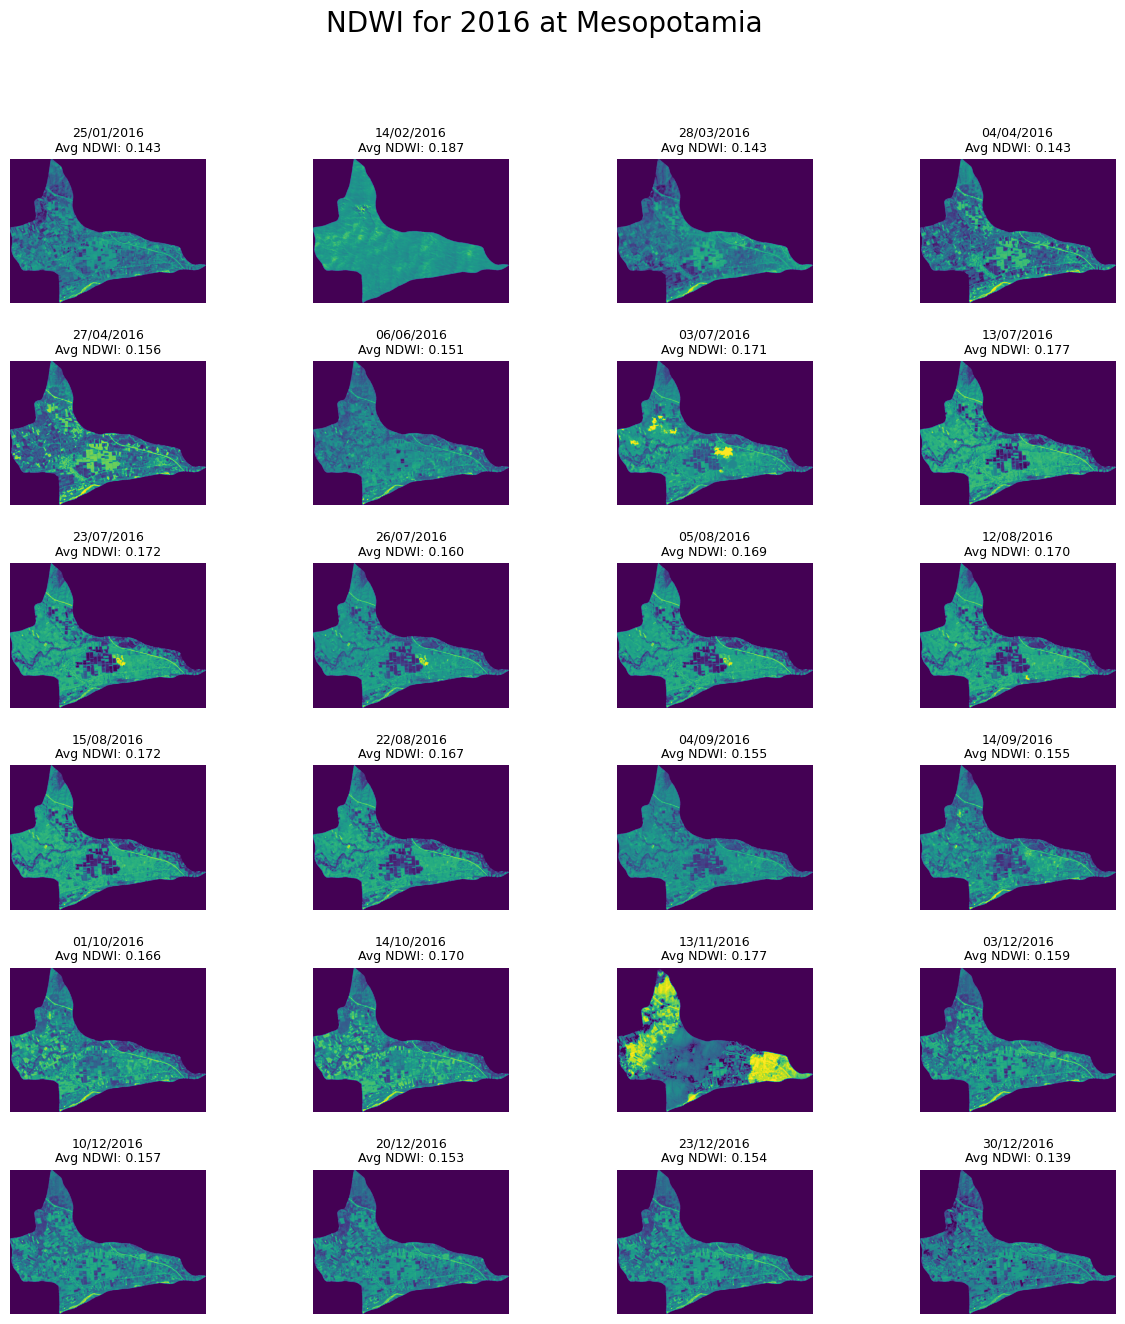 NDWI for 2016 at Mesopotamia
25/01/2016
Avg NDWI: 0.143
14/02/2016
Avg NDWI: 0.187
28/03/2016
Avg NDWI: 0.143
04/04/2016
Avg NDWI: 0.143
27/04/2016
Avg NDWI: 0.156
06/06/2016
Avg NDWI: 0.151
03/07/2016
Avg NDWI: 0.171
13/07/2016
Avg NDWI: 0.177
23/07/2016
Avg NDWI: 0.172
26/07/2016
Avg NDWI: 0.160
05/08/2016
Avg NDWI: 0.169
12/08/2016
Avg NDWI: 0.170
15/08/2016
Avg NDWI: 0.172
22/08/2016
Avg NDWI: 0.167
04/09/2016
Avg NDWI: 0.155
14/09/2016
Avg NDWI: 0.155
01/10/2016
Avg NDWI: 0.166
14/10/2016
Avg NDWI: 0.170
13/11/2016
Avg NDWI: 0.177
03/12/2016
Avg NDWI: 0.159
10/12/2016
Avg NDWI: 0.157
20/12/2016
Avg NDWI: 0.153
23/12/2016
Avg NDWI: 0.154
30/12/2016
Avg NDWI: 0.139